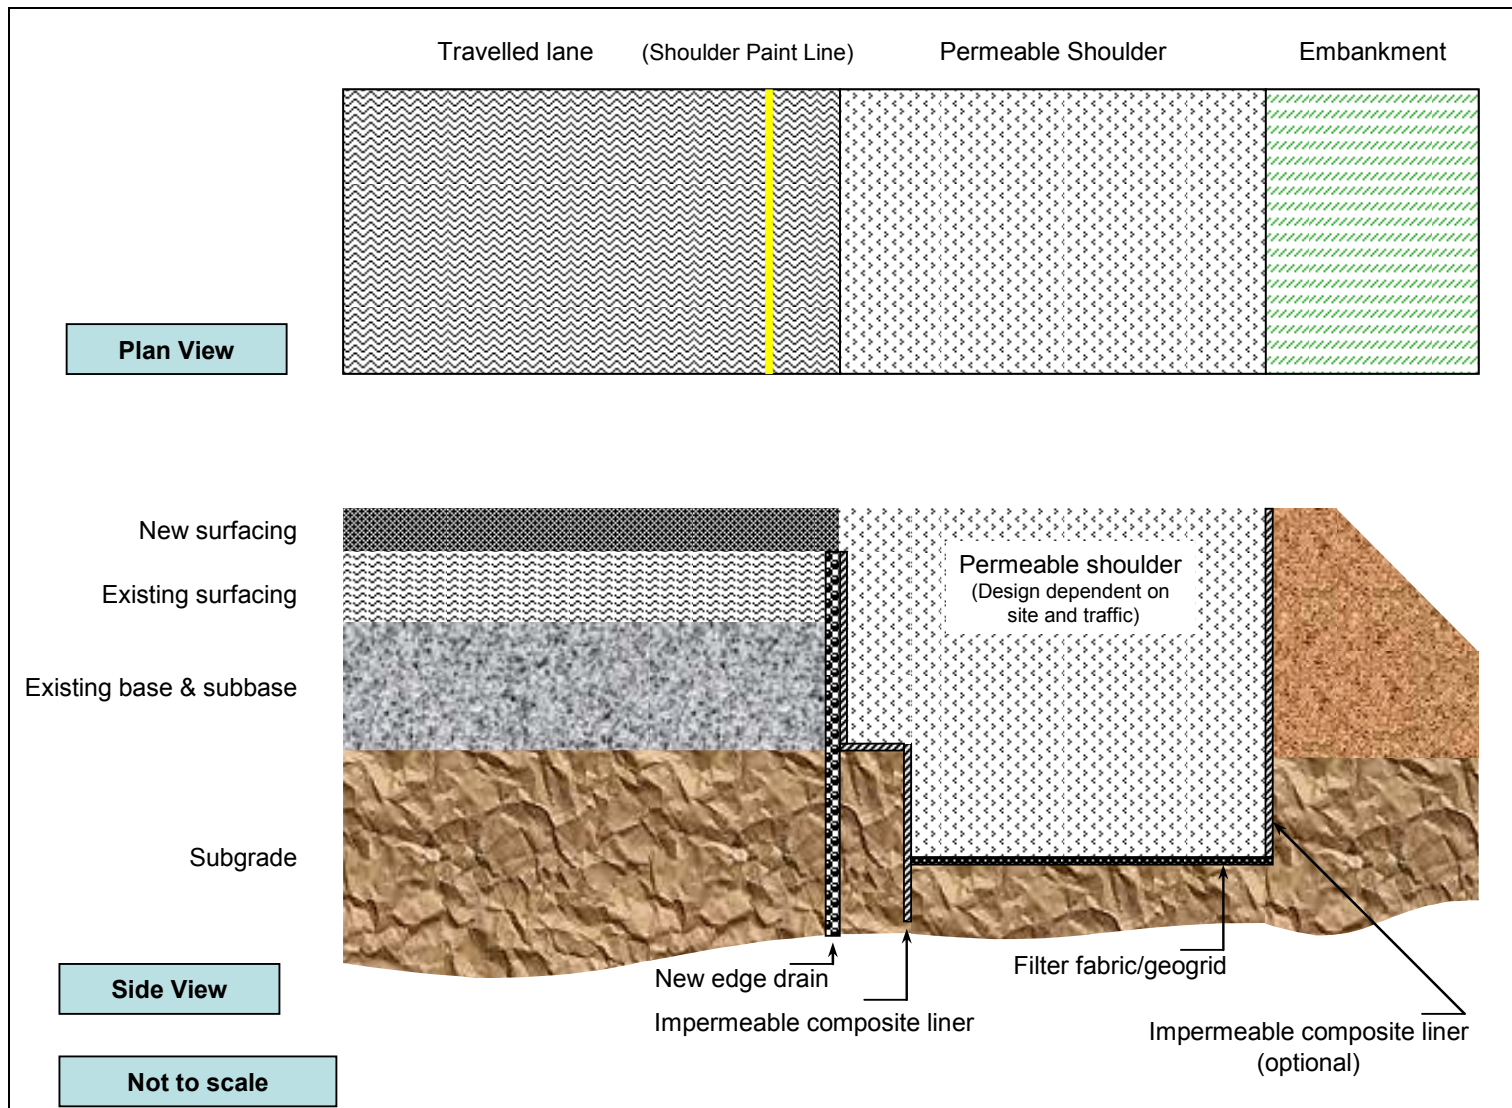 Travelled lane
(Shoulder Paint Line)
Permeable Shoulder
Embankment
Plan View
New surfacing
Existing surfacing
Existing base & subbase
Subgrade
Permeable shoulder
(Design dependent on
site and traffic)
New edge drain
Impermeable composite liner
Filter fabric/geogrid
Impermeable composite liner
(optional)
Side View
Not to scale